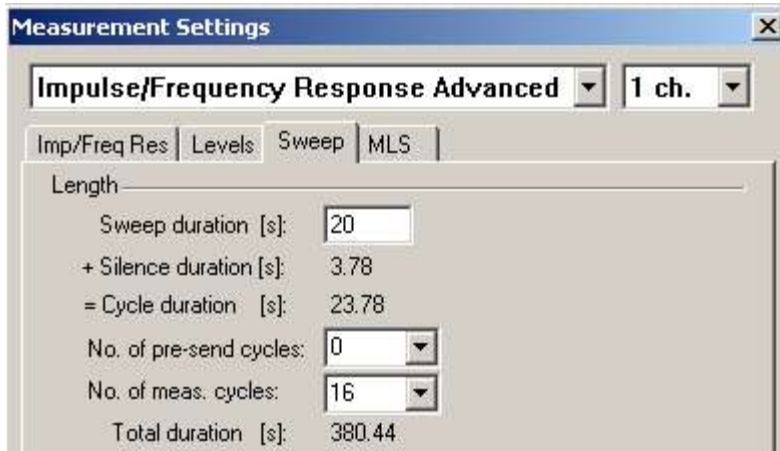 Measurement Settings
Impulse/Frequency Response Advanced 1 ch.
Imp/Freq Res Levels Sweep MLS
Length
Sweep duration [s]: 20
+ Silence duration [s]: 3.78
= Cycle duration [s]: 23.78
No. of pre-send cycles: 0
No. of meas. cycles: 16
Total duration [s]: 380.44